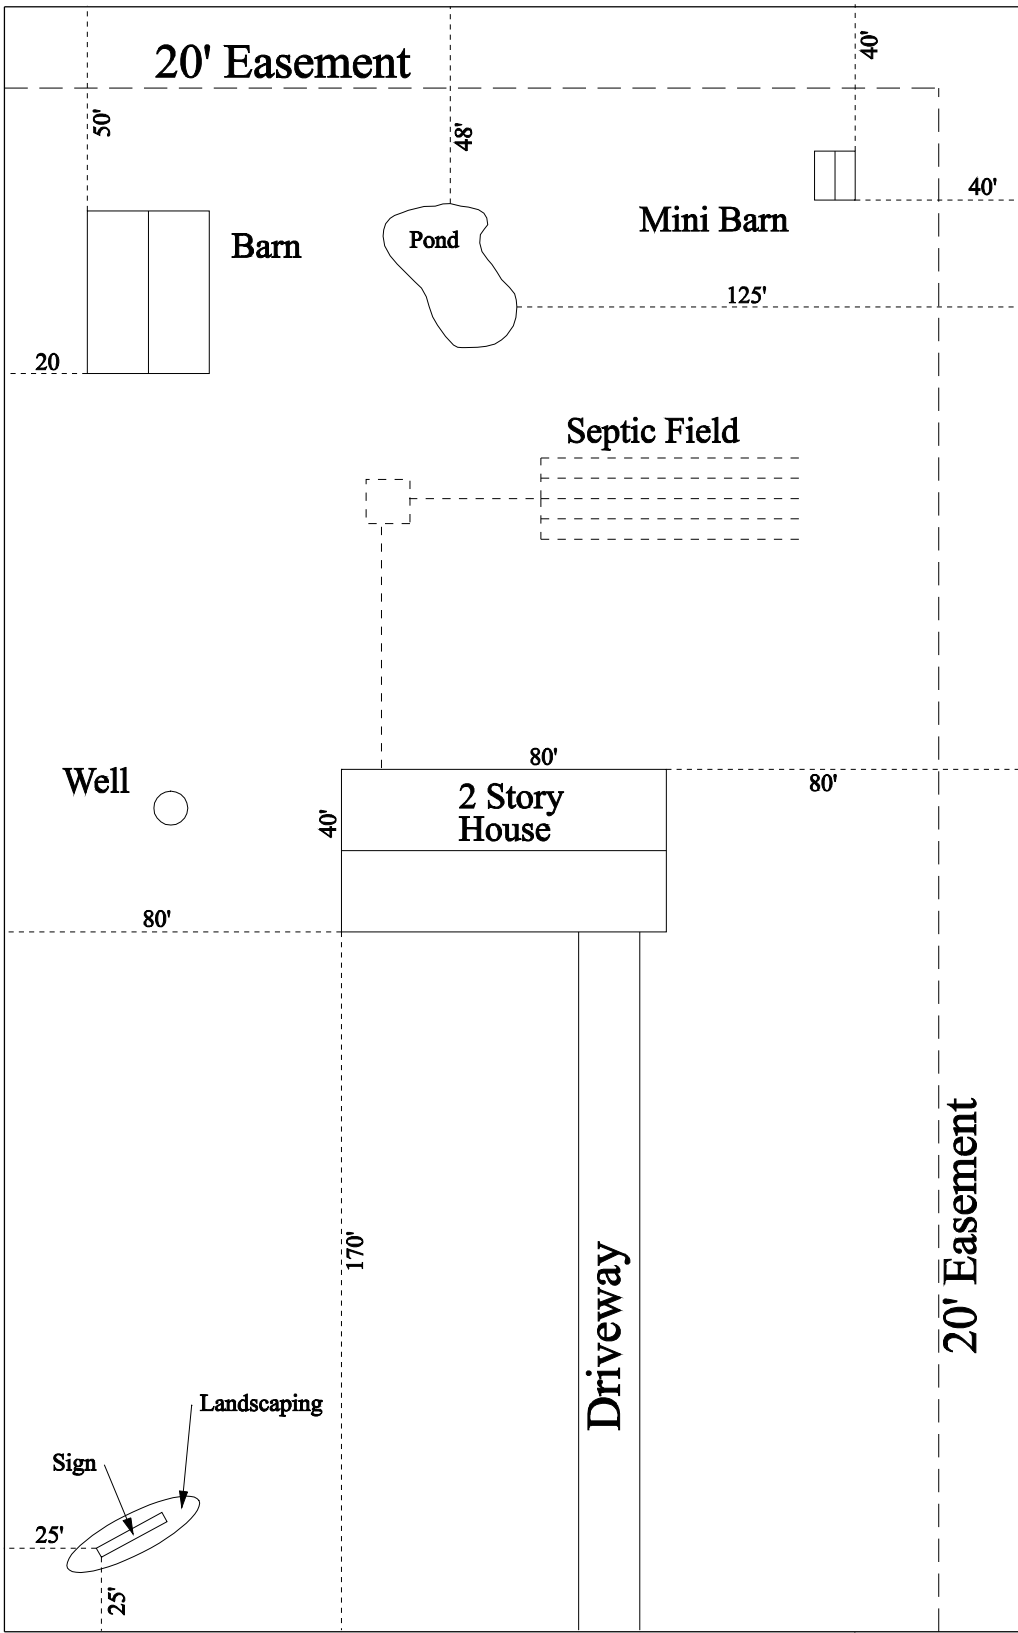 40'
20' Easement
50'
48'
40'
Mini Barn
Barn
Pond
125'
20
Septic Field
80'
Well
80'
2 Story
House
40'
80'
20' Easement
170'
Driveway
Landscaping
Sign
25'
25'